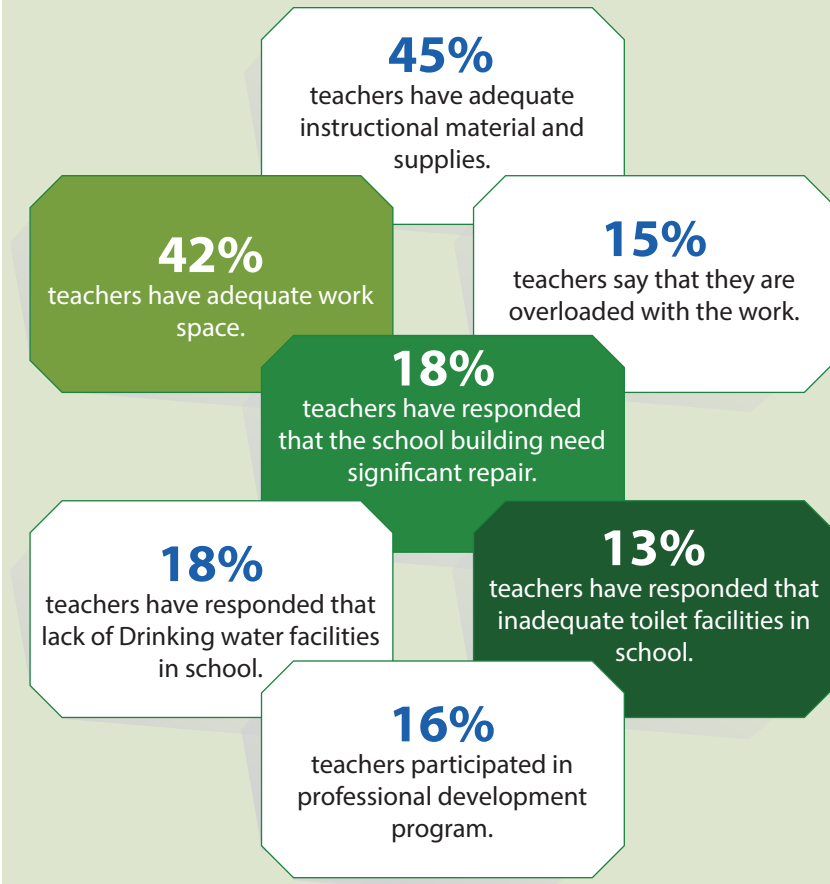 45%
teachers have adequate
instructional material and
supplies.
42%
teachers have adequate work
space.
15%
teachers say that they are
overloaded with the work.
18%
teachers have responded
that the school building need
significant repair.
18%
teachers have responded that
lack of Drinking water facilities
in school.
13%
teachers have responded that
inadequate toilet facilities in
school.
16%
teachers participated in
professional development
program.